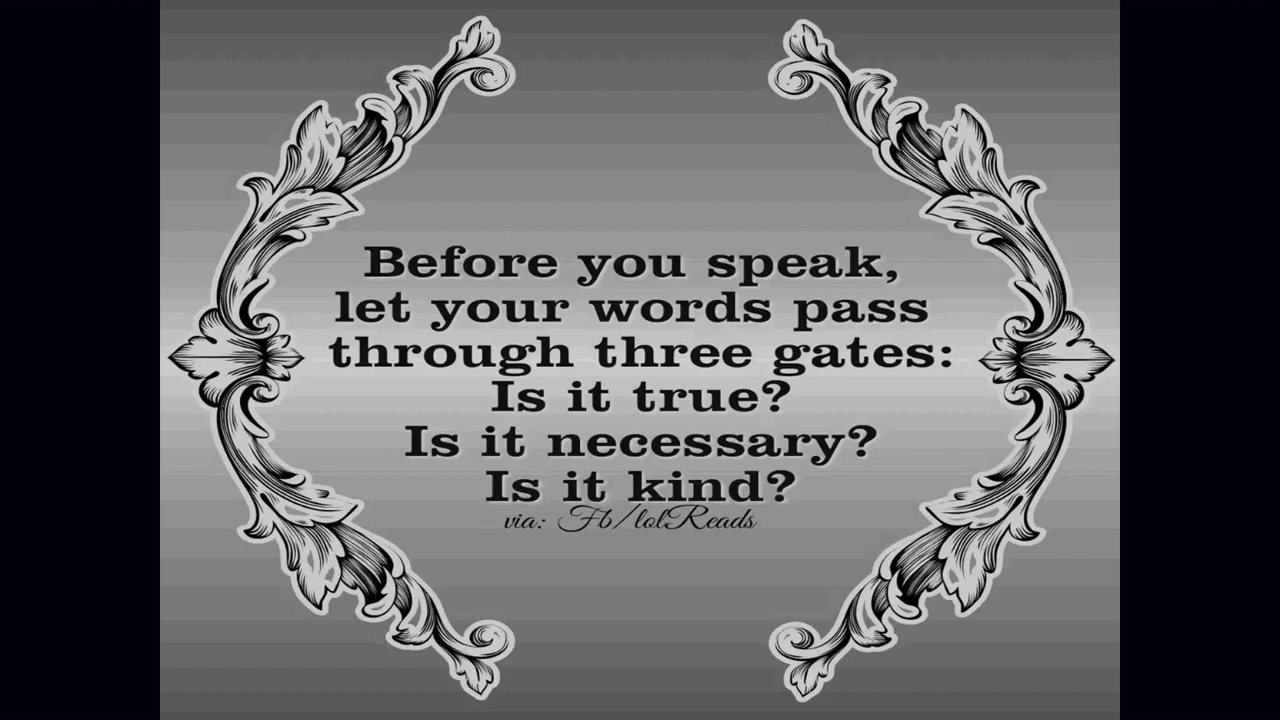 Before you speak,
let your words pass
through three gates:
Is it true?
Is it necessary?
Is it kind?
via: Fb/lolReads